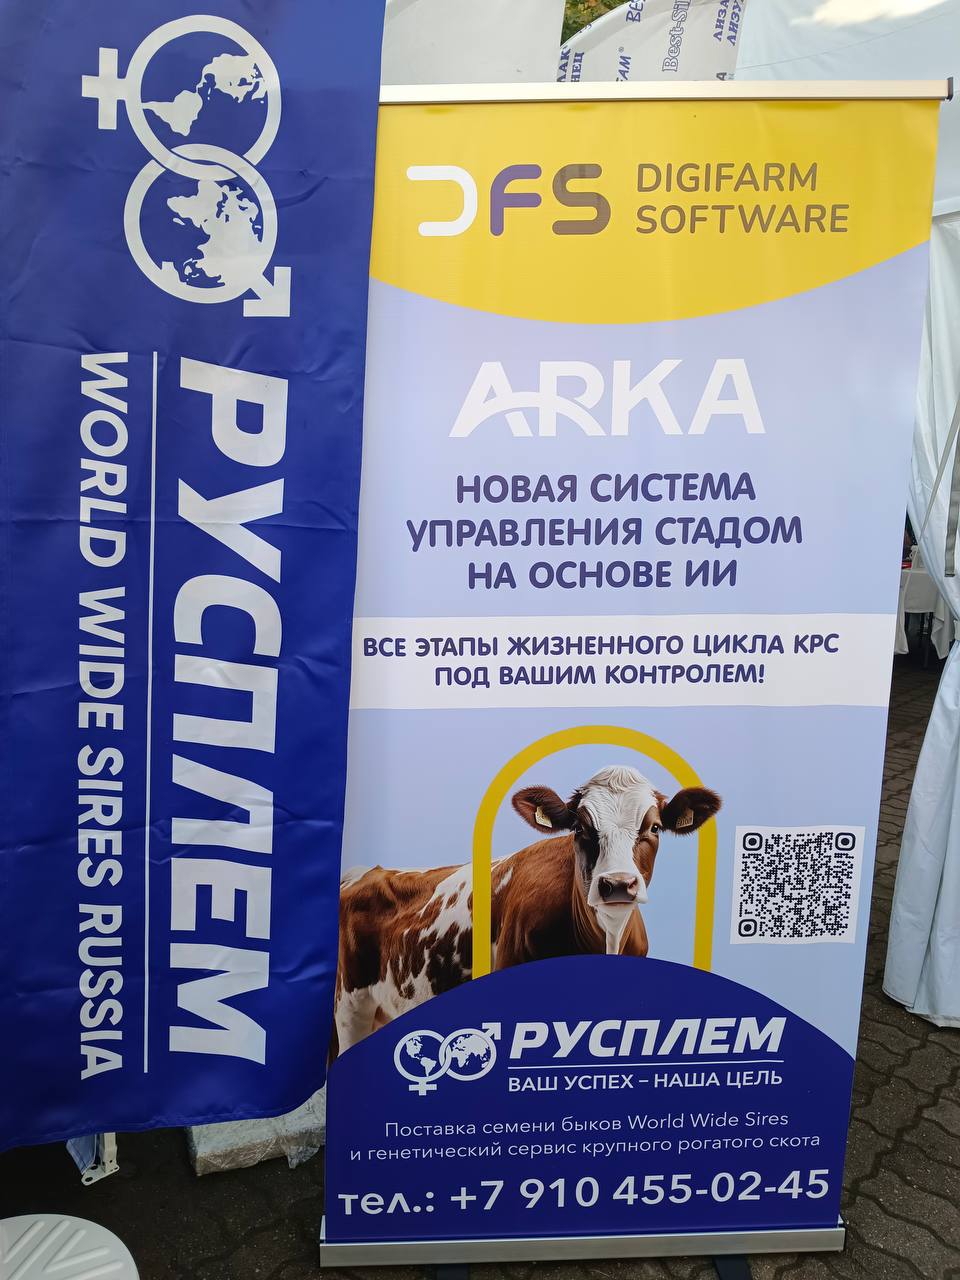 РУСПЛЕМ
WORLD WIDE SIRES RUSSIA
Best-Sil
DFS DIGIFARM
SOFTWARE
ARKA
НОВАЯ СИСТЕМА
УПРАВЛЕНИЯ СТАДОМ
НА ОСНОВЕ ИИ
ВСЕ ЭТАПЫ ЖИЗНЕННОГО ЦИКЛА КРС
ПОД ВАШИМ КОНТРОЛЕМ!
РУСПЛЕМ
ВАШ УСПЕХ – НАША ЦЕЛЬ
Поставка семени быков World Wide Sires
и генетический сервис крупного рогатого скота
тел.: +7 910 455-02-45